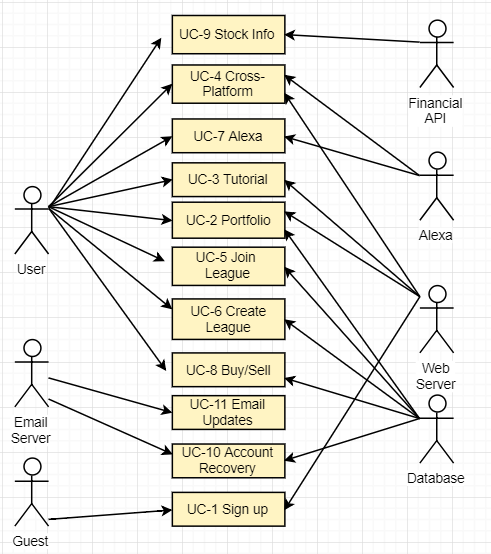 UC-9 Stock Info
UC-4 Cross-
Platform
Financial
API
UC-7 Alexa
UC-3 Tutorial
UC-2 Portfolio
Alexa
User
UC-5 Join
League
UC-6 Create
League
UC-8 Buy/Sell
Web
Server
UC-11 Email
Updates
Email
Server
UC-10 Account
Recovery
Database
UC-1 Sign up
Guest